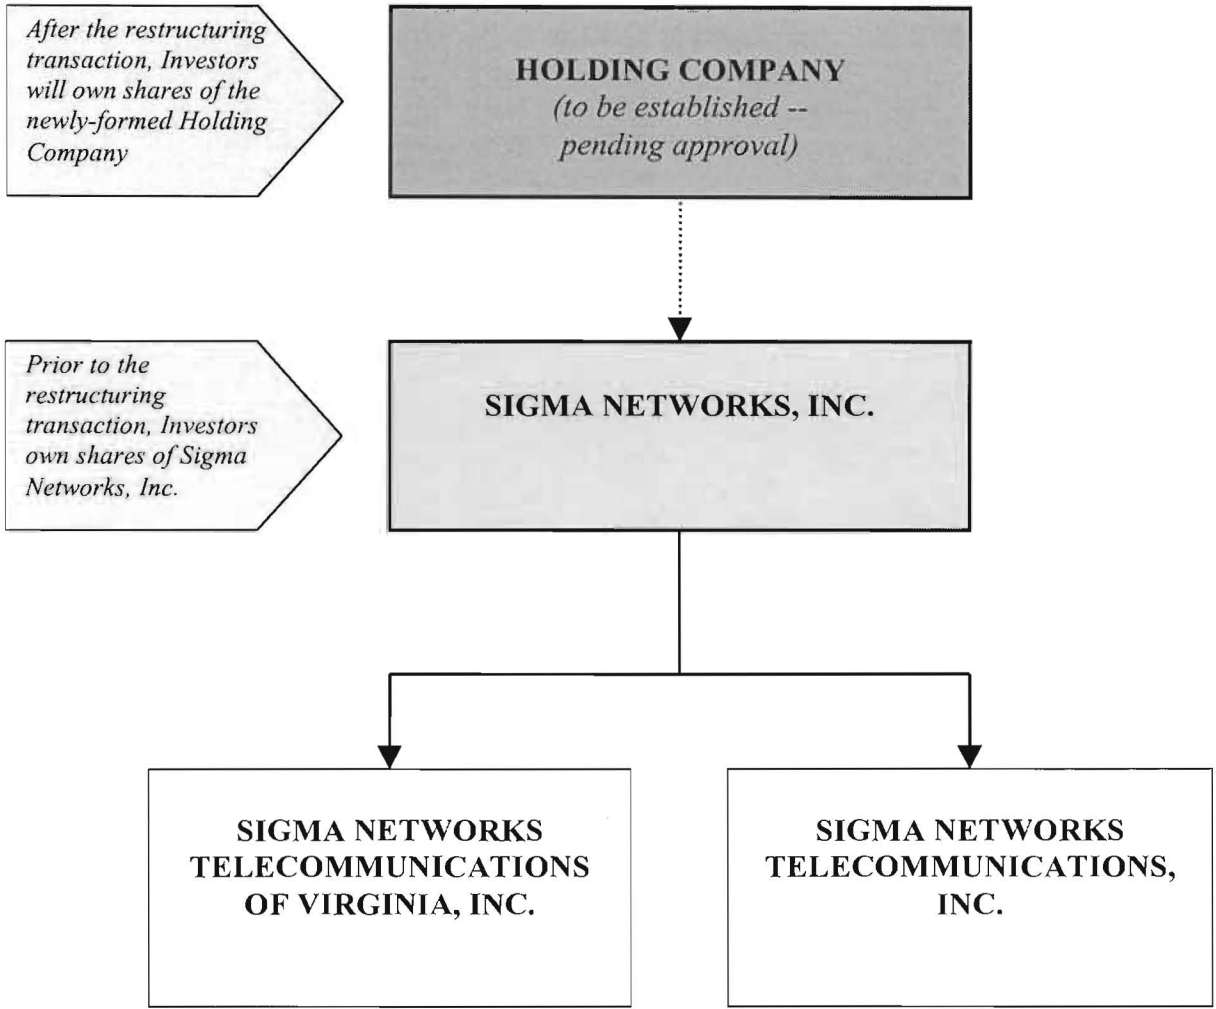 After the restructuring
transaction, Investors
will own shares of the
newly-formed Holding
Company
HOLDING COMPANY
(to be established --
pending approval)
Prior to the
restructuring
transaction, Investors
own shares of Sigma
Networks, Inc.
SIGMA NETWORKS, INC.
SIGMA NETWORKS
TELECOMMUNICATIONS
OF VIRGINIA, INC.
SIGMA NETWORKS
TELECOMMUNICATIONS,
INC.